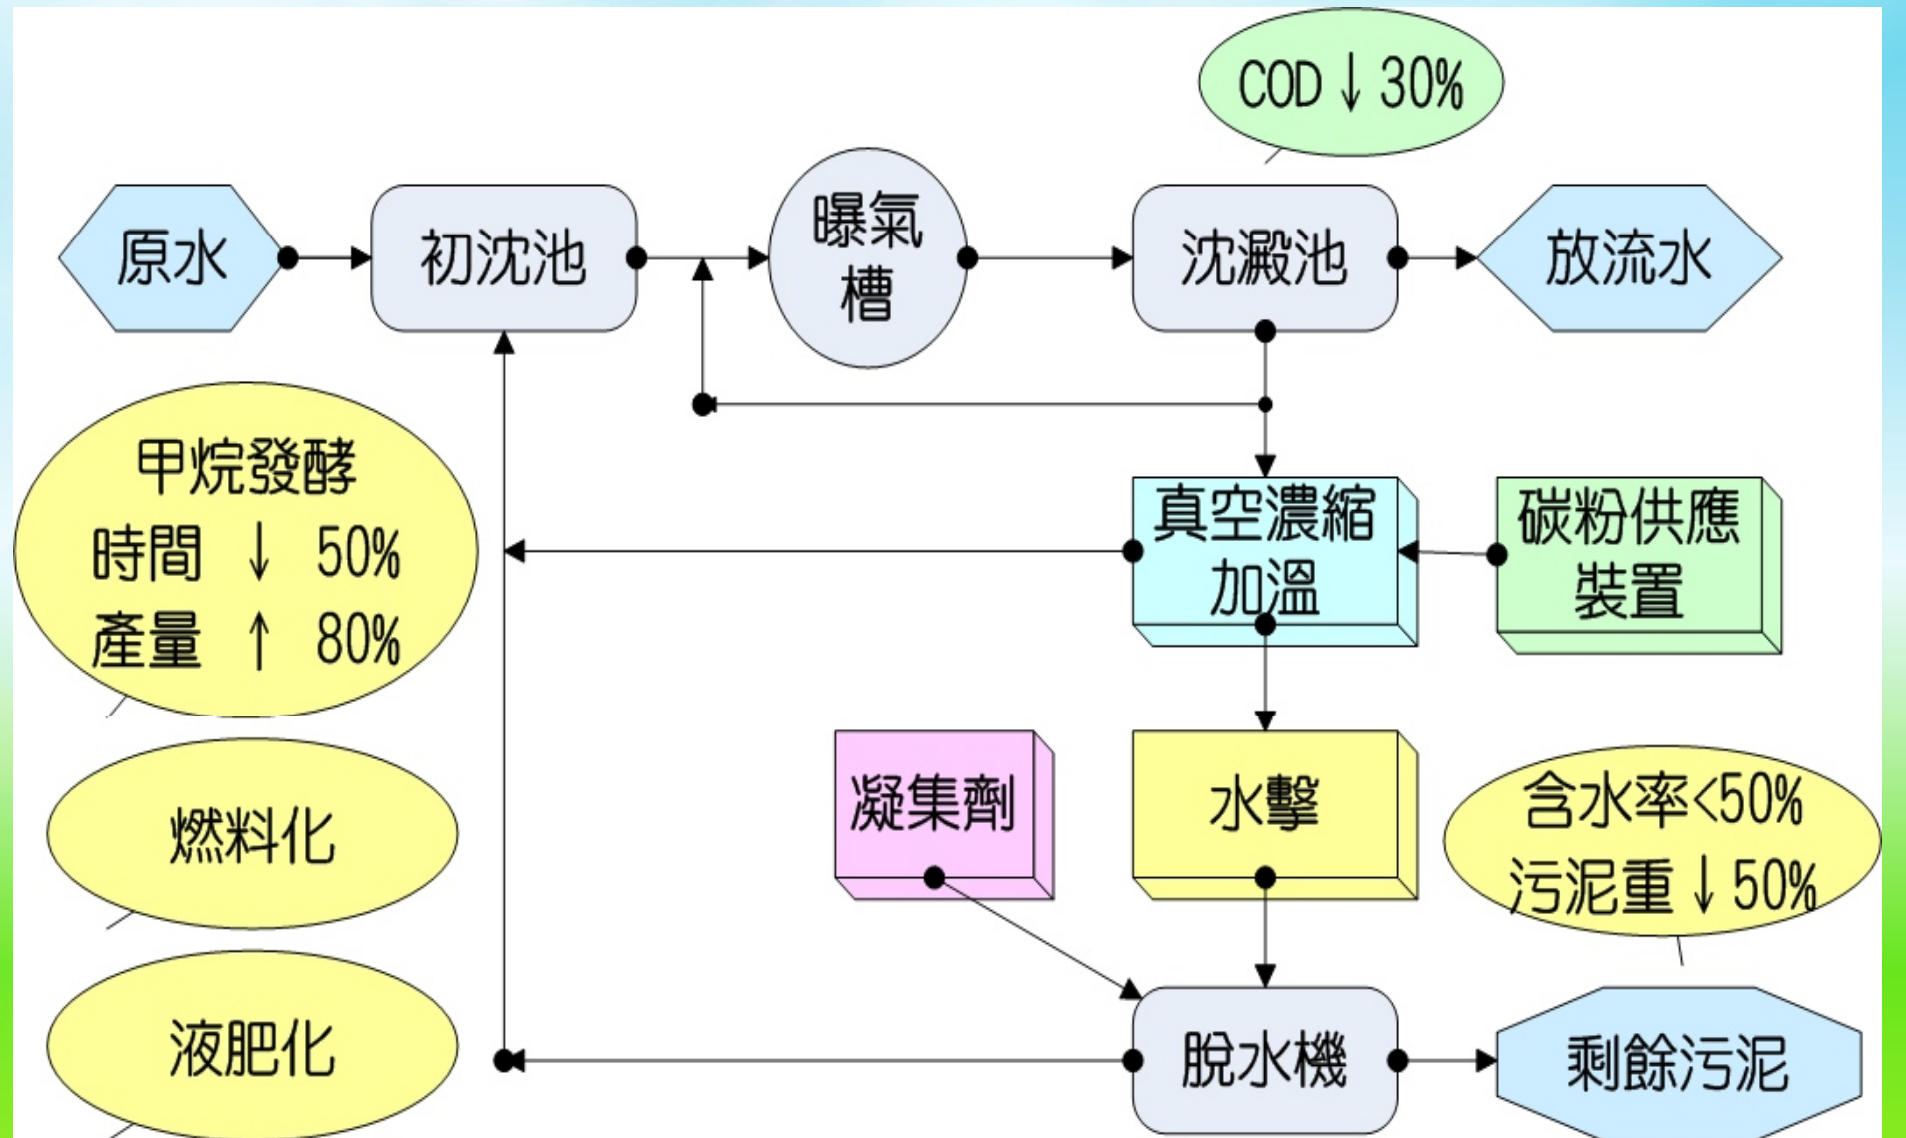 COD↓30%
原水
初沈池
曝氣
槽
沈澱池
放流水
甲烷發酵
時間 ↓ 50%
產量 ↑ 80%
真空濃縮
加溫
碳粉供應
裝置
燃料化
凝集劑
水擊
含水率<50%
污泥重↓50%
液肥化
脫水機
剩餘污泥